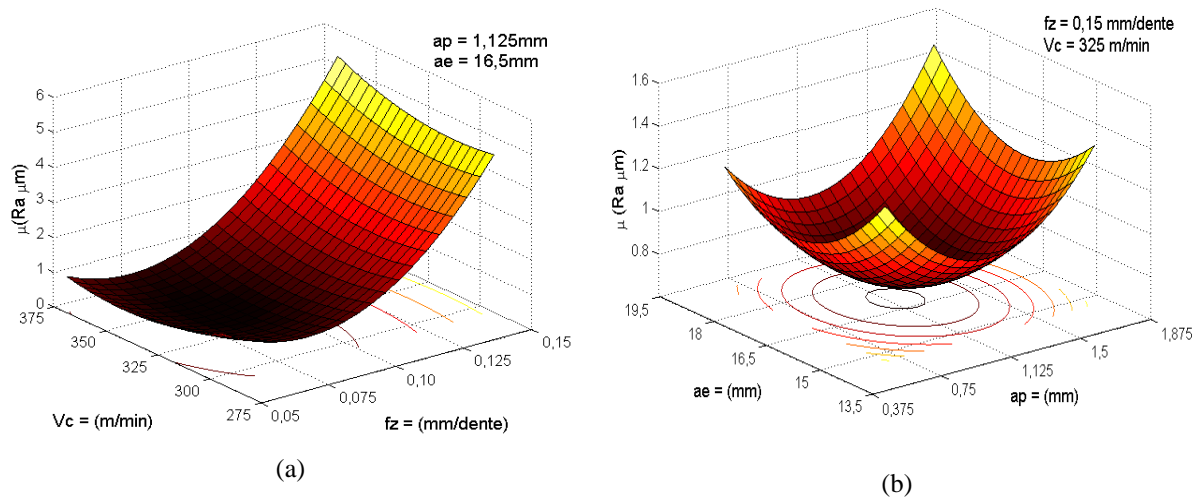 ap = 1,125mm
ae = 16,5mm
6
5
4
3
2
1
0
μ(Ra μm)
375
350
325
300
275
Vc = (m/min)
0,05
0,075
0,10
0,125
0,15
fz = (mm/dente)
(a)
fz = 0,15 mm/dente
Vc = 325 m/min
1.6
1.4
1.2
1
0.8
μ (Ra μm)
19.5
18
16,5
15
13,5
ae = (mm)
0,375
0,75
1,125
1,5
1,875
ap = (mm)
(b)